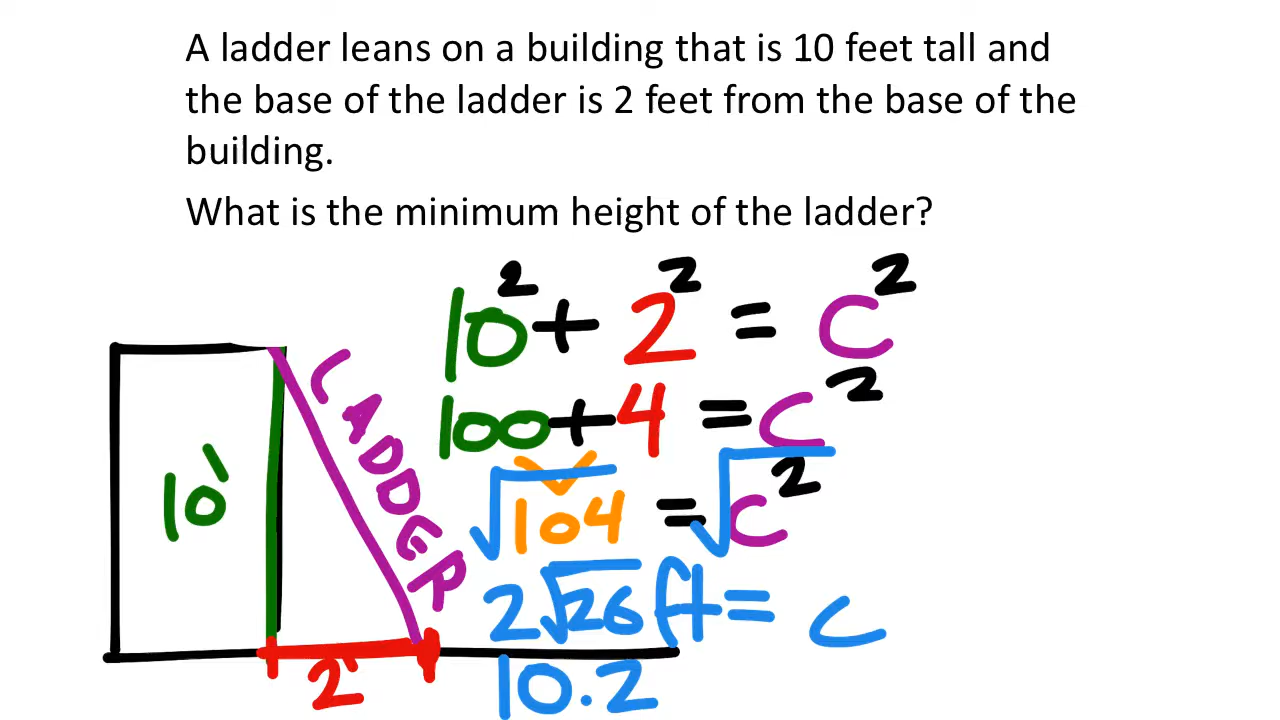 A ladder leans on a building that is 10 feet tall and
the base of the ladder is 2 feet from the base of the
building.
What is the minimum height of the ladder?
10² + 2² = C²
100 + 4 = C²
√104 = √C²
2√26 ft = C
10.2
10'
LADDER
2'